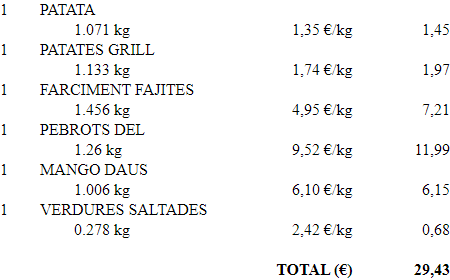 1 PATATA
1.071 kg 1,35 €/kg 1,45
1 PATATES GRILL
1.133 kg 1,74 €/kg 1,97
1 FARCIMENT FAJITES
1.456 kg 4,95 €/kg 7,21
1 PEBROTS DEL
1.26 kg 9,52 €/kg 11,99
1 MANGO DAUS
1.006 kg 6,10 €/kg 6,15
1 VERDURES SALTADES
0.278 kg 2,42 €/kg 0,68
TOTAL (€) 29,43